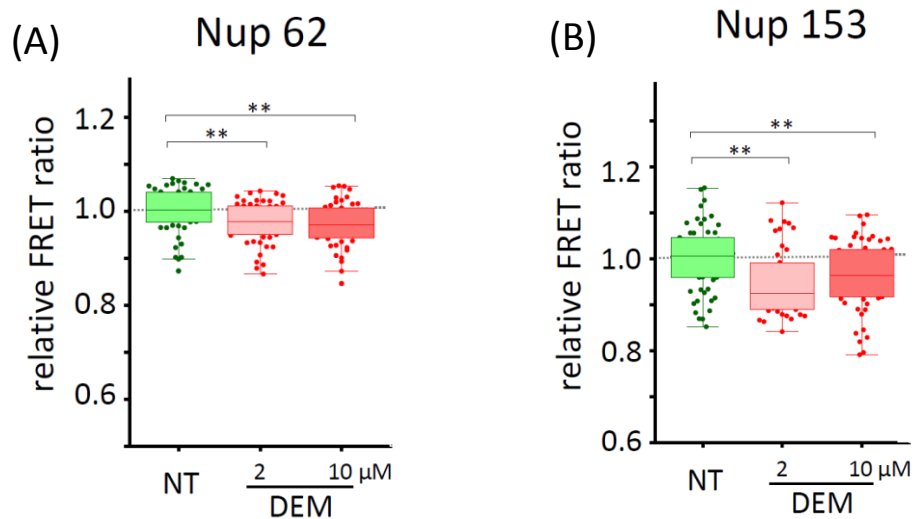 (A) Nup 62
relative FRET ratio
1.2
1.0
0.8
0.6
**
**
NT
2
10 µM
DEM
(B) Nup 153
relative FRET ratio
1.2
1.0
0.8
0.6
**
**
NT
2
10 µM
DEM